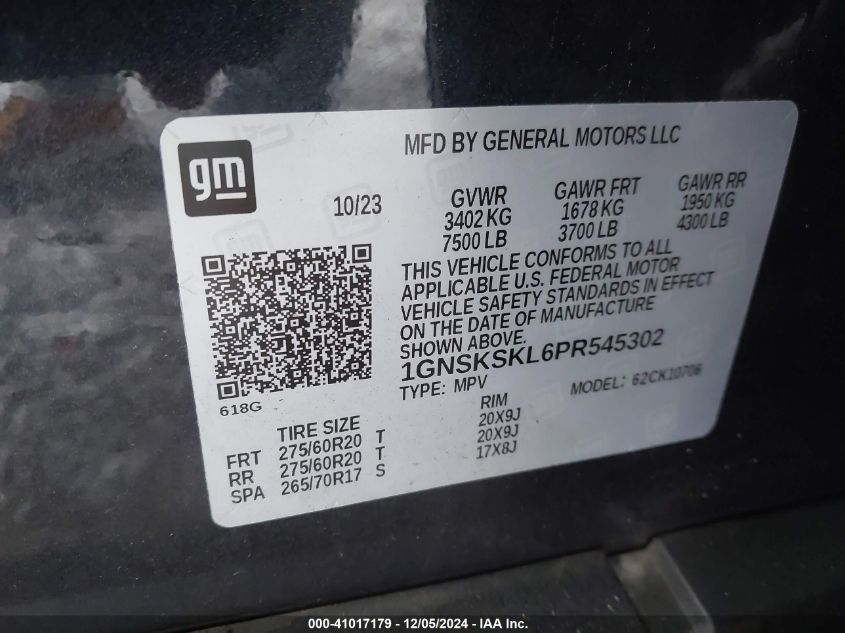 gm
MFD BY GENERAL MOTORS LLC
10/23
GVWR
3402 KG
7500 LB
GAWR FRT
1678 KG
3700 LB
GAWR RR
1950 KG
4300 LB
THIS VEHICLE CONFORMS TO ALL
APPLICABLE U.S. FEDERAL MOTOR
VEHICLE SAFETY STANDARDS IN EFFECT
ON THE DATE OF MANUFACTURE
SHOWN ABOVE.
1GNSKSKL6PR545302
TYPE: MPV
MODEL: 62CK10706
618G
TIRE SIZE RIM
FRT 275/60R20 T 20X9J
RR 275/60R20 T 20X9J
SPA 265/70R17 S 17X8J
000-41017179 - 12/05/2024 - IAA Inc.